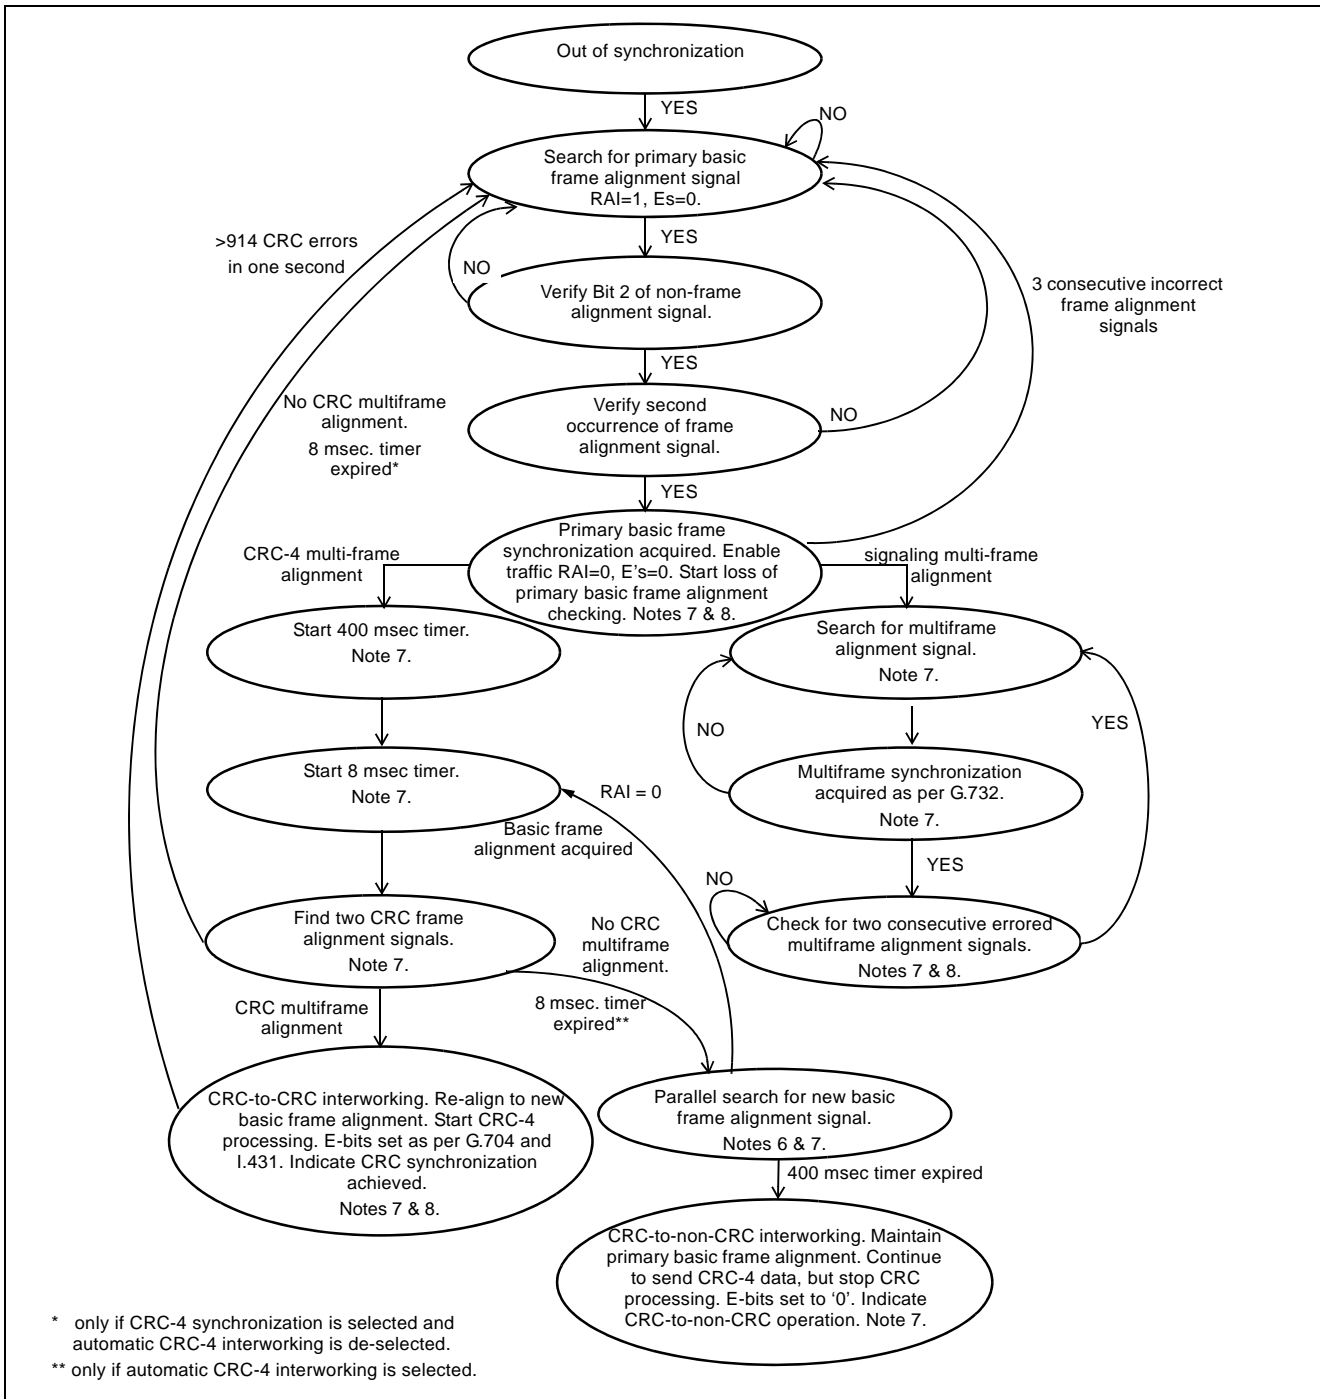 Out of synchronization
YES
NO
Search for primary basic
frame alignment signal
RAI=1, Es=0.
YES
>914 CRC errors
in one second
NO
Verify Bit 2 of non-frame
alignment signal.
3 consecutive incorrect
frame alignment
signals
YES
No CRC multiframe
alignment.
8 msec. timer
expired*
Verify second
occurrence of frame
alignment signal.
NO
YES
CRC-4 multi-frame
alignment
Primary basic frame
synchronization acquired. Enable
traffic RAI=0, E's=0. Start loss of
primary basic frame alignment
checking. Notes 7 & 8.
signaling multi-frame
alignment
Start 400 msec timer.
Note 7.
Search for multiframe
alignment signal.
Note 7.
NO
YES
Start 8 msec timer.
Note 7.
RAI = 0
Basic frame
alignment acquired
Multiframe synchronization
acquired as per G.732.
Note 7.
YES
NO
Find two CRC frame
alignment signals.
Note 7.
No CRC
multiframe
alignment.
8 msec. timer
expired**
Check for two consecutive errored
multiframe alignment signals.
Notes 7 & 8.
CRC multiframe
alignment
CRC-to-CRC interworking. Re-align to new
basic frame alignment. Start CRC-4
processing. E-bits set as per G.704 and
I.431. Indicate CRC synchronization
achieved.
Notes 7 & 8.
Parallel search for new basic
frame alignment signal.
Notes 6 & 7.
400 msec timer expired
CRC-to-non-CRC interworking. Maintain
primary basic frame alignment. Continue
to send CRC-4 data, but stop CRC
processing. E-bits set to ‘0’. Indicate
CRC-to-non-CRC operation. Note 7.
* only if CRC-4 synchronization is selected and
automatic CRC-4 interworking is de-selected.
** only if automatic CRC-4 interworking is selected.